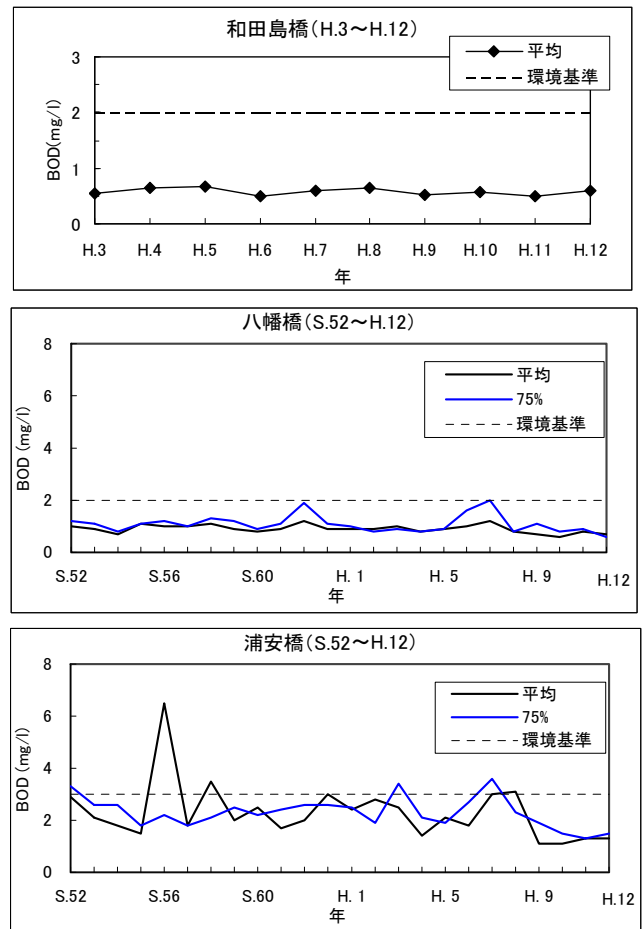 和田島橋(H.3～H.12)
平均
環境基準
BOD(mg/l)
3
2
1
0
H.3 H.4 H.5 H.6 H.7 H.8 H.9 H.10 H.11 H.12
年
八幡橋(S.52～H.12)
平均
75%
環境基準
BOD (mg/l)
8
6
4
2
0
S.52 S.56 S.60 H. 1 H. 5 H. 9 H.12
年
浦安橋(S.52～H.12)
平均
75%
環境基準
BOD (mg/l)
8
6
4
2
0
S.52 S.56 S.60 H. 1 H. 5 H. 9 H.12
年